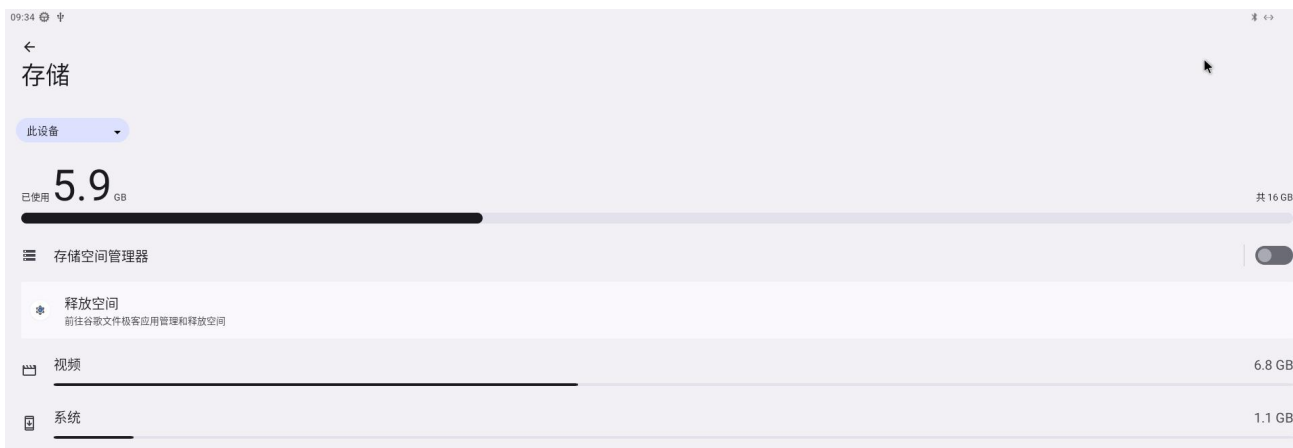 09:34
存储
此设备
已使用 5.9 GB
共 16 GB
存储空间管理器
释放空间
前往谷歌文件极客应用管理和释放空间
视频
6.8 GB
系统
1.1 GB